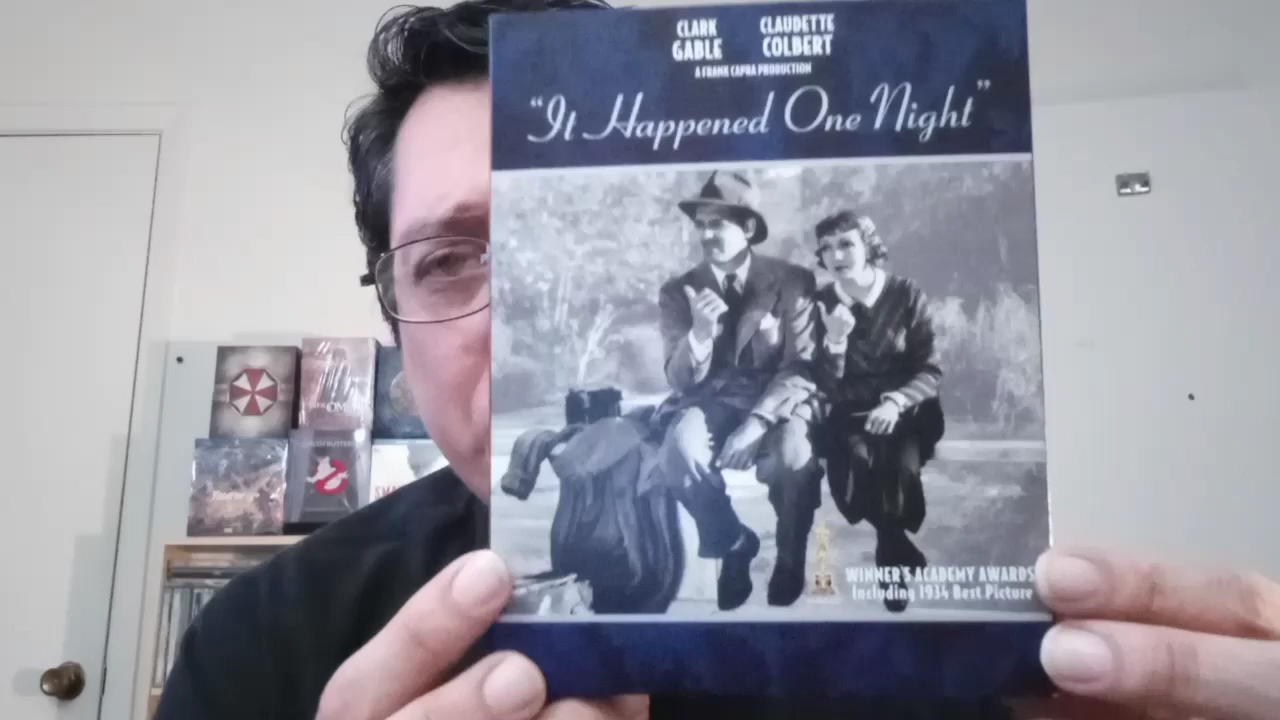 CLARK GABLE
CLAUDETTE COLBERT
A FRANK CAPRA PRODUCTION
"It Happened One Night"
WINNER 5 ACADEMY AWARDS
Including 1934 Best Picture